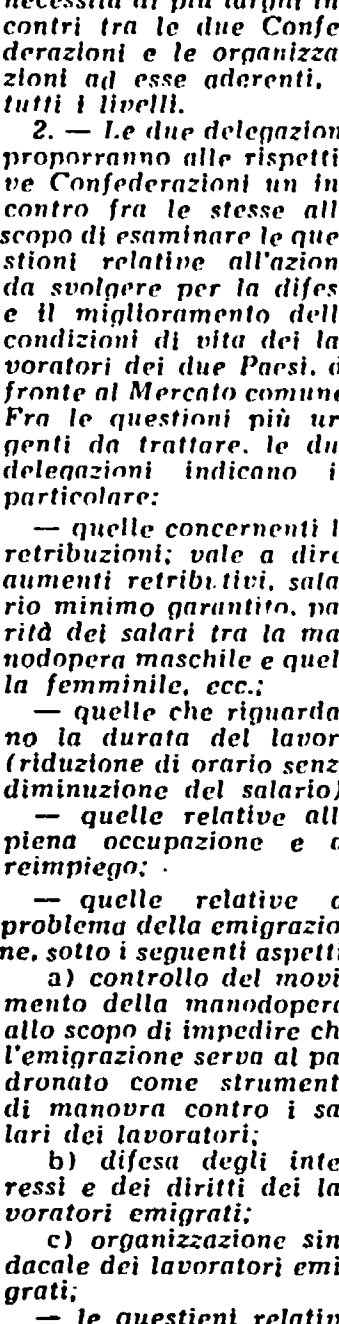 necessità di più larghi in
contri tra le due Confe
derazioni e le organizza
zioni ad esse aderenti,
tutti i livelli.
2. — Le due delegazion
proporranno alle rispetti
ve Confederazioni un in
contro fra le stesse all
scopo di esaminare le que
stioni relative all'azion
da svolgere per la difes
e il miglioramento dell
condizioni di vita dei la
voratori dei due Paesi, d
fronte al Mercato comune
Fra le questioni più ur
genti da trattare, le du
delegazioni indicano i
particolare:
— quelle concernenti l
retribuzioni; vale a dire
aumenti retributivi, sala
rio minimo garantito, pa
rità dei salari tra la ma
nodopera maschile e quel
la femminile, ecc.;
— quelle che riguarda
no la durata del lavor
(riduzione di orario senz
diminuzione del salario)
— quelle relative all
piena occupazione e a
reimpiego;
— quelle relative a
problema della emigrazio
ne, sotto i seguenti aspetti
a) controllo del movi
mento della manodopera
allo scopo di impedire ch
l'emigrazione serva al pa
dronato come strument
di manovra contro i sa
lari dei lavoratori;
b) difesa degli inte
ressi e dei diritti dei la
voratori emigrati;
c) organizzazione sin
dacale dei lavoratori emi
grati;
— le questioni relativ